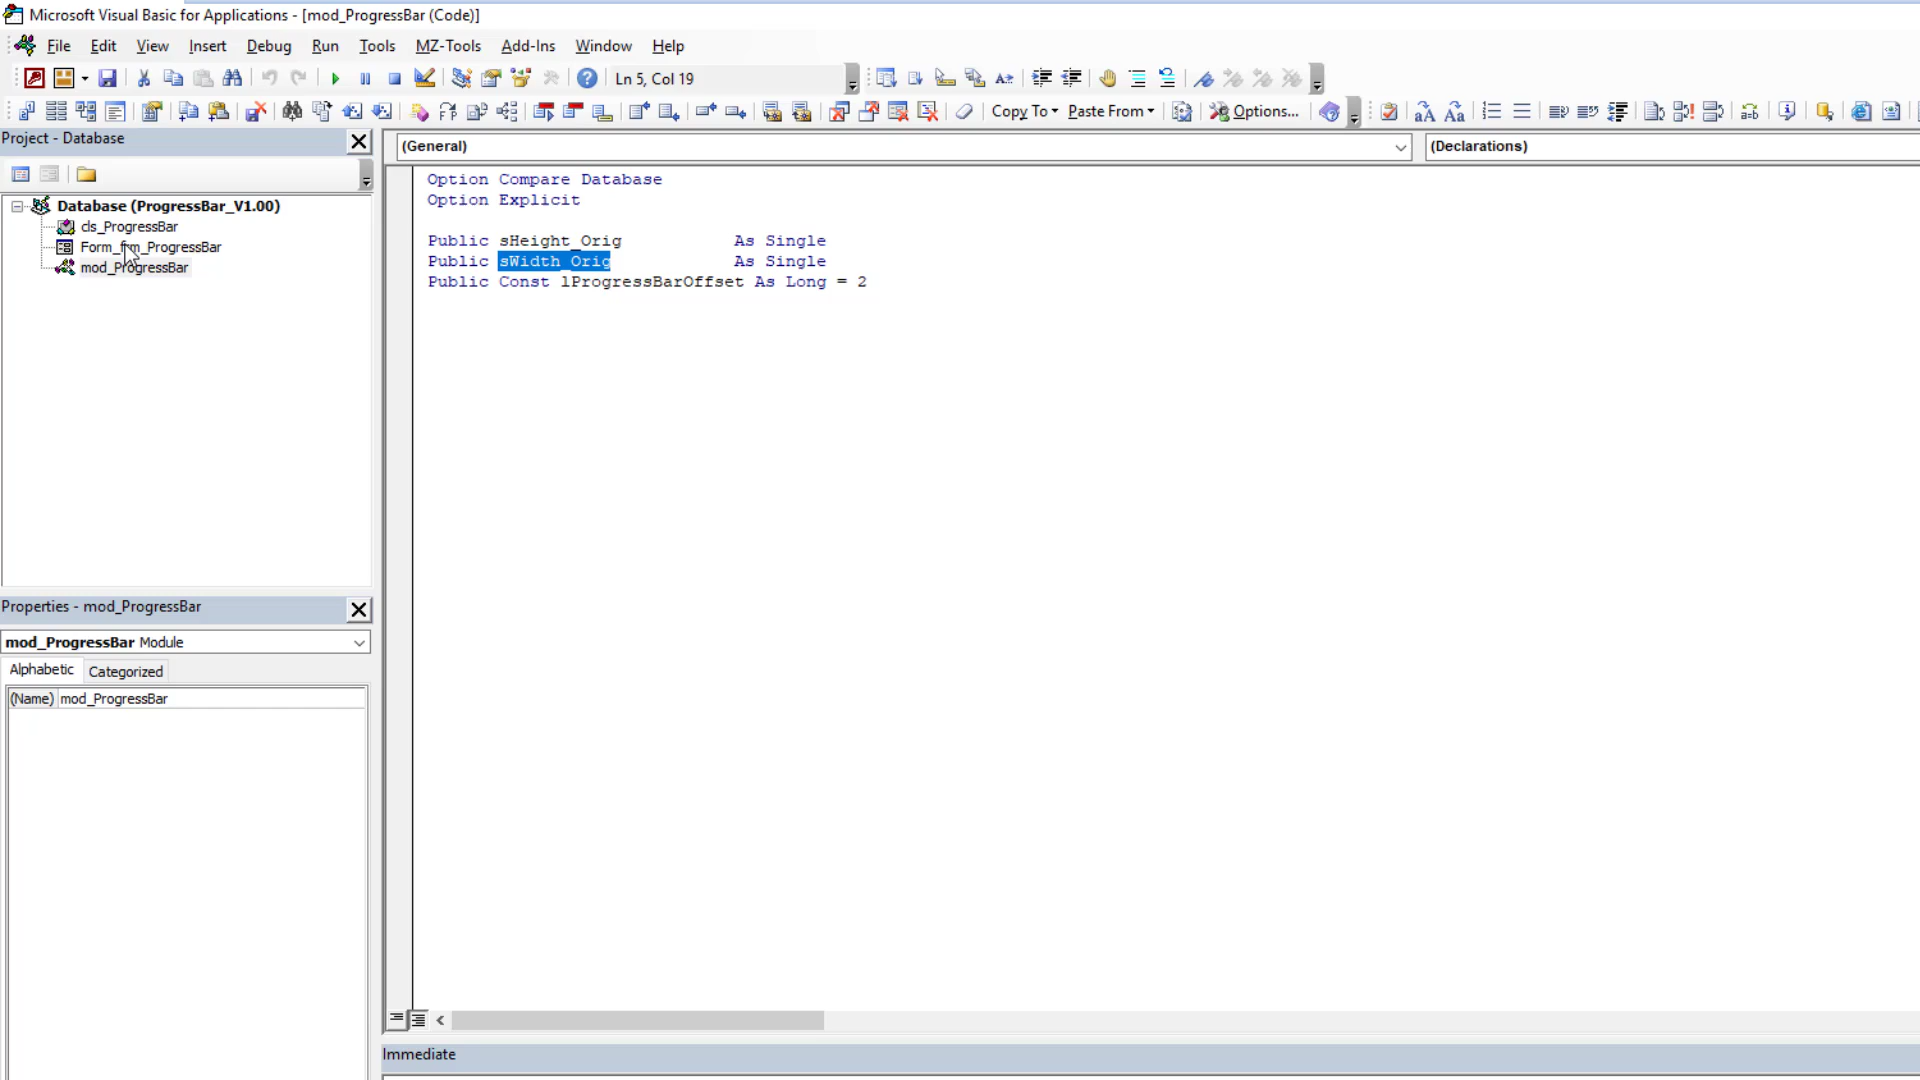 Microsoft Visual Basic for Applications - [mod_ProgressBar (Code)]
File Edit View Insert Debug Run Tools MZ-Tools Add-Ins Window Help
Ln 5, Col 19
Copy To Paste From Options...
Project - Database
(General)
(Declarations)
Database (ProgressBar_V1.00)
cls_ProgressBar
Form_frm_ProgressBar
mod_ProgressBar
Option Compare Database
Option Explicit
Public sHeight_Orig As Single
Public sWidth_Orig As Single
Public Const lProgressBarOffset As Long = 2
Properties - mod_ProgressBar
mod_ProgressBar Module
Alphabetic Categorized
(Name) mod_ProgressBar
Immediate